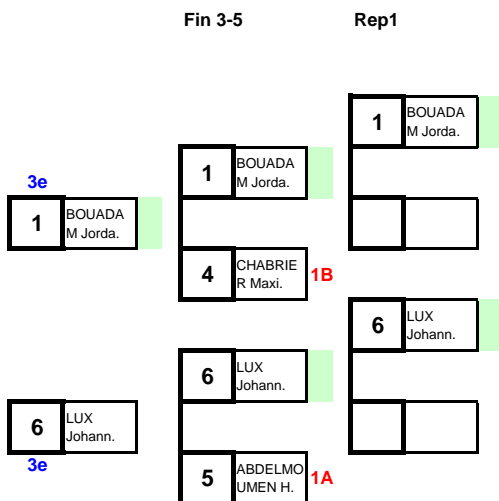 Fin 3-5 Rep1
1 BOUADA
M Jorda.
1 BOUADA
M Jorda.
3e
1 BOUADA
M Jorda.
4 CHABRIE
R Maxi. 1B
6 LUX
Johann.
6 LUX
Johann.
6 LUX
Johann.
3e
5 ABDELMO
UMEN H. 1A